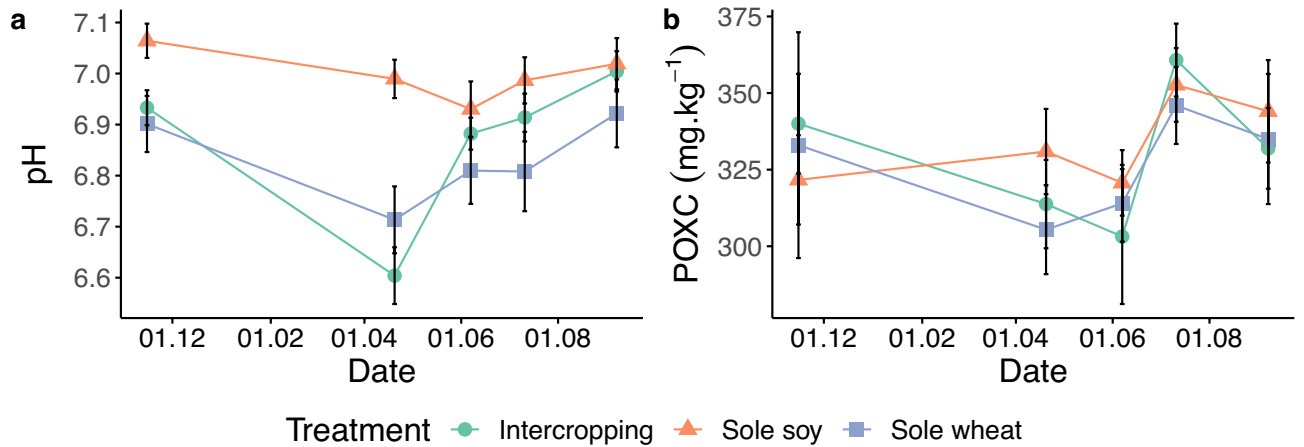 a
7.1
7.0
6.9
6.8
6.7
6.6
pH
01.12 01.02 01.04 01.06 01.08
Date
b
375
350
325
300
POXC (mg.kg⁻¹)
01.12 01.02 01.04 01.06 01.08
Date
Treatment Intercropping Sole soy Sole wheat